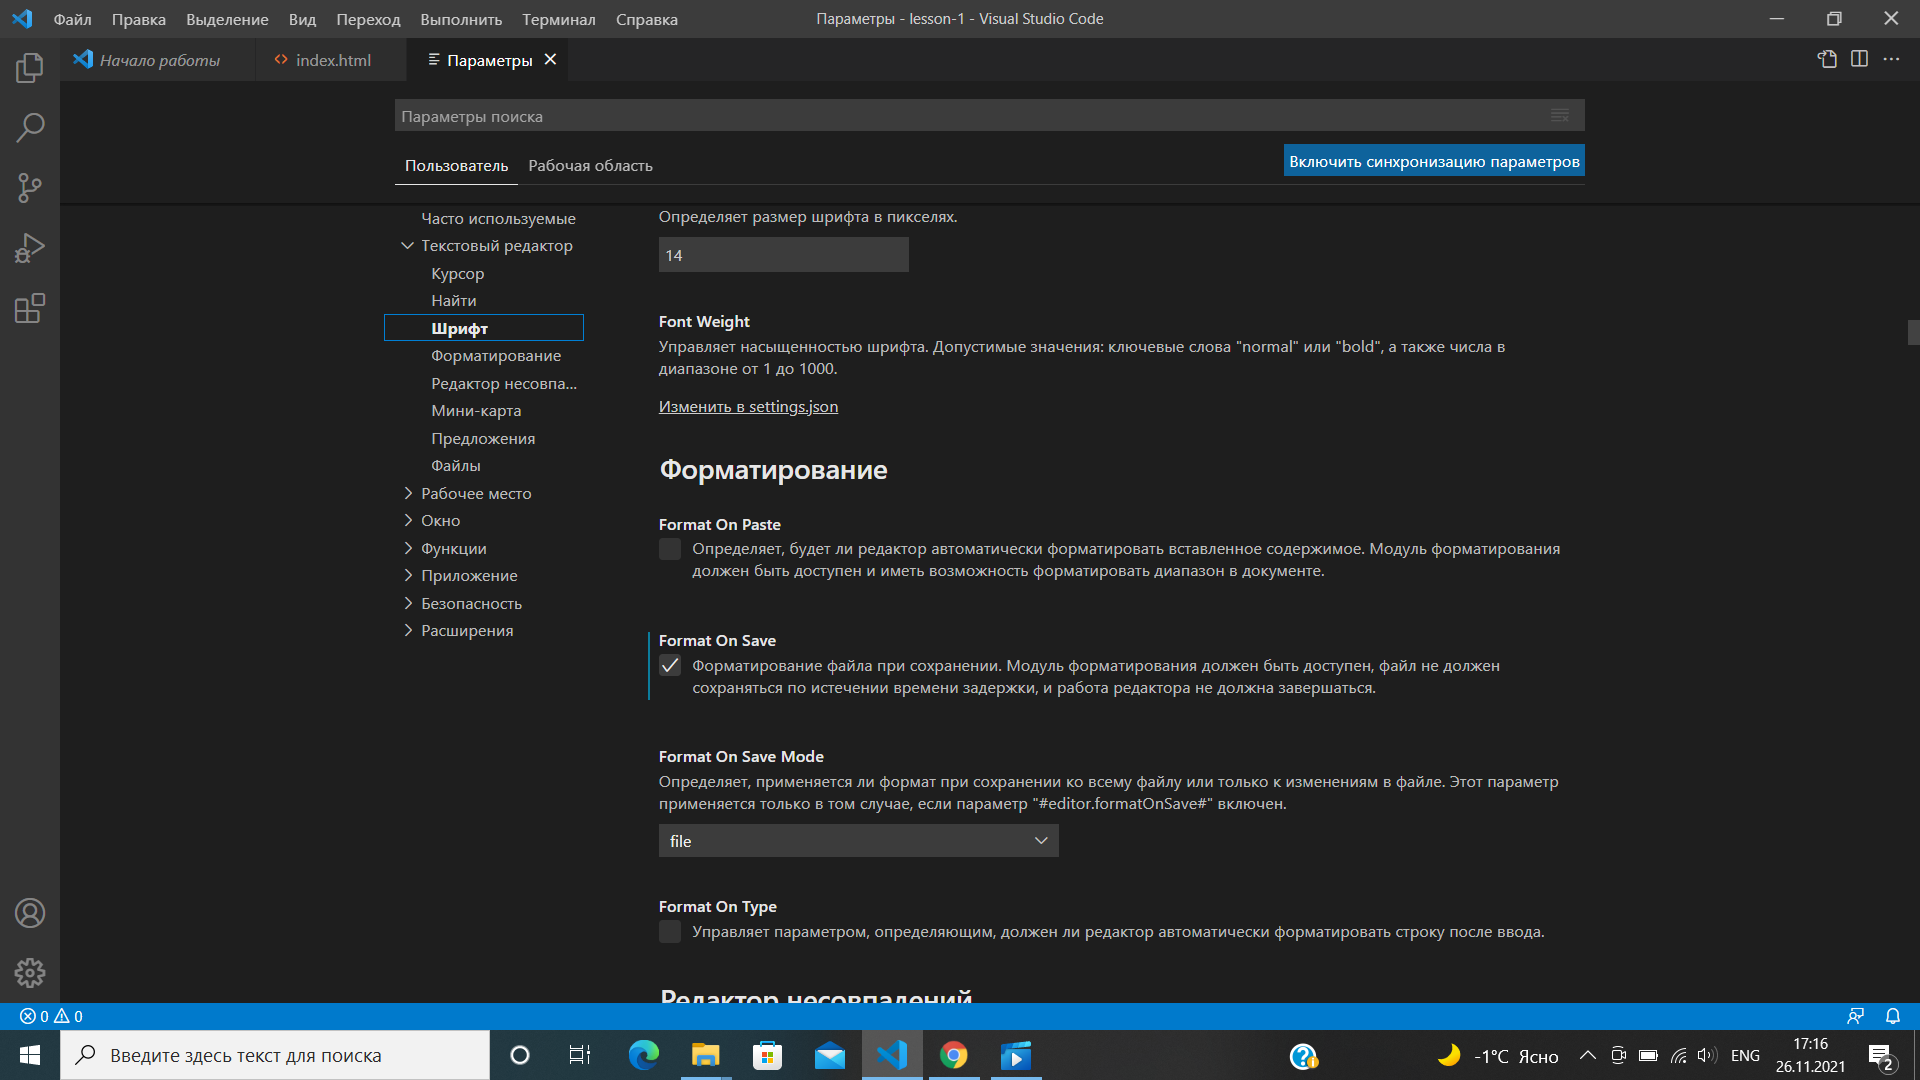 Файл Правка Выделение Вид Переход Выполнить Терминал Справка
Параметры - lesson-1 - Visual Studio Code
Начало работы
index.html
Параметры
Параметры поиска
Пользователь
Рабочая область
Включить синхронизацию параметров
Часто используемые
Текстовый редактор
Курсор
Найти
Шрифт
Форматирование
Редактор несовпа...
Мини-карта
Предложения
Файлы
Рабочее место
Окно
Функции
Приложение
Безопасность
Расширения
Определяет размер шрифта в пикселях.
14
Font Weight
Управляет насыщенностью шрифта. Допустимые значения: ключевые слова "normal" или "bold", а также числа в
диапазоне от 1 до 1000.
Изменить в settings.json
Форматирование
Format On Paste
Определяет, будет ли редактор автоматически форматировать вставленное содержимое. Модуль форматирования
должен быть доступен и иметь возможность форматировать диапазон в документе.
Format On Save
Форматирование файла при сохранении. Модуль форматирования должен быть доступен, файл не должен
сохраняться по истечении времени задержки, и работа редактора не должна завершаться.
Format On Save Mode
Определяет, применяется ли формат при сохранении ко всему файлу или только к изменениям в файле. Этот параметр
применяется только в том случае, если параметр "#editor.formatOnSave#" включен.
file
Format On Type
Управляет параметром, определяющим, должен ли редактор автоматически форматировать строку после ввода.
Редактор несовпадений
0 0
Введите здесь текст для поиска
-1°C Ясно
ENG
17:16
26.11.2021
2